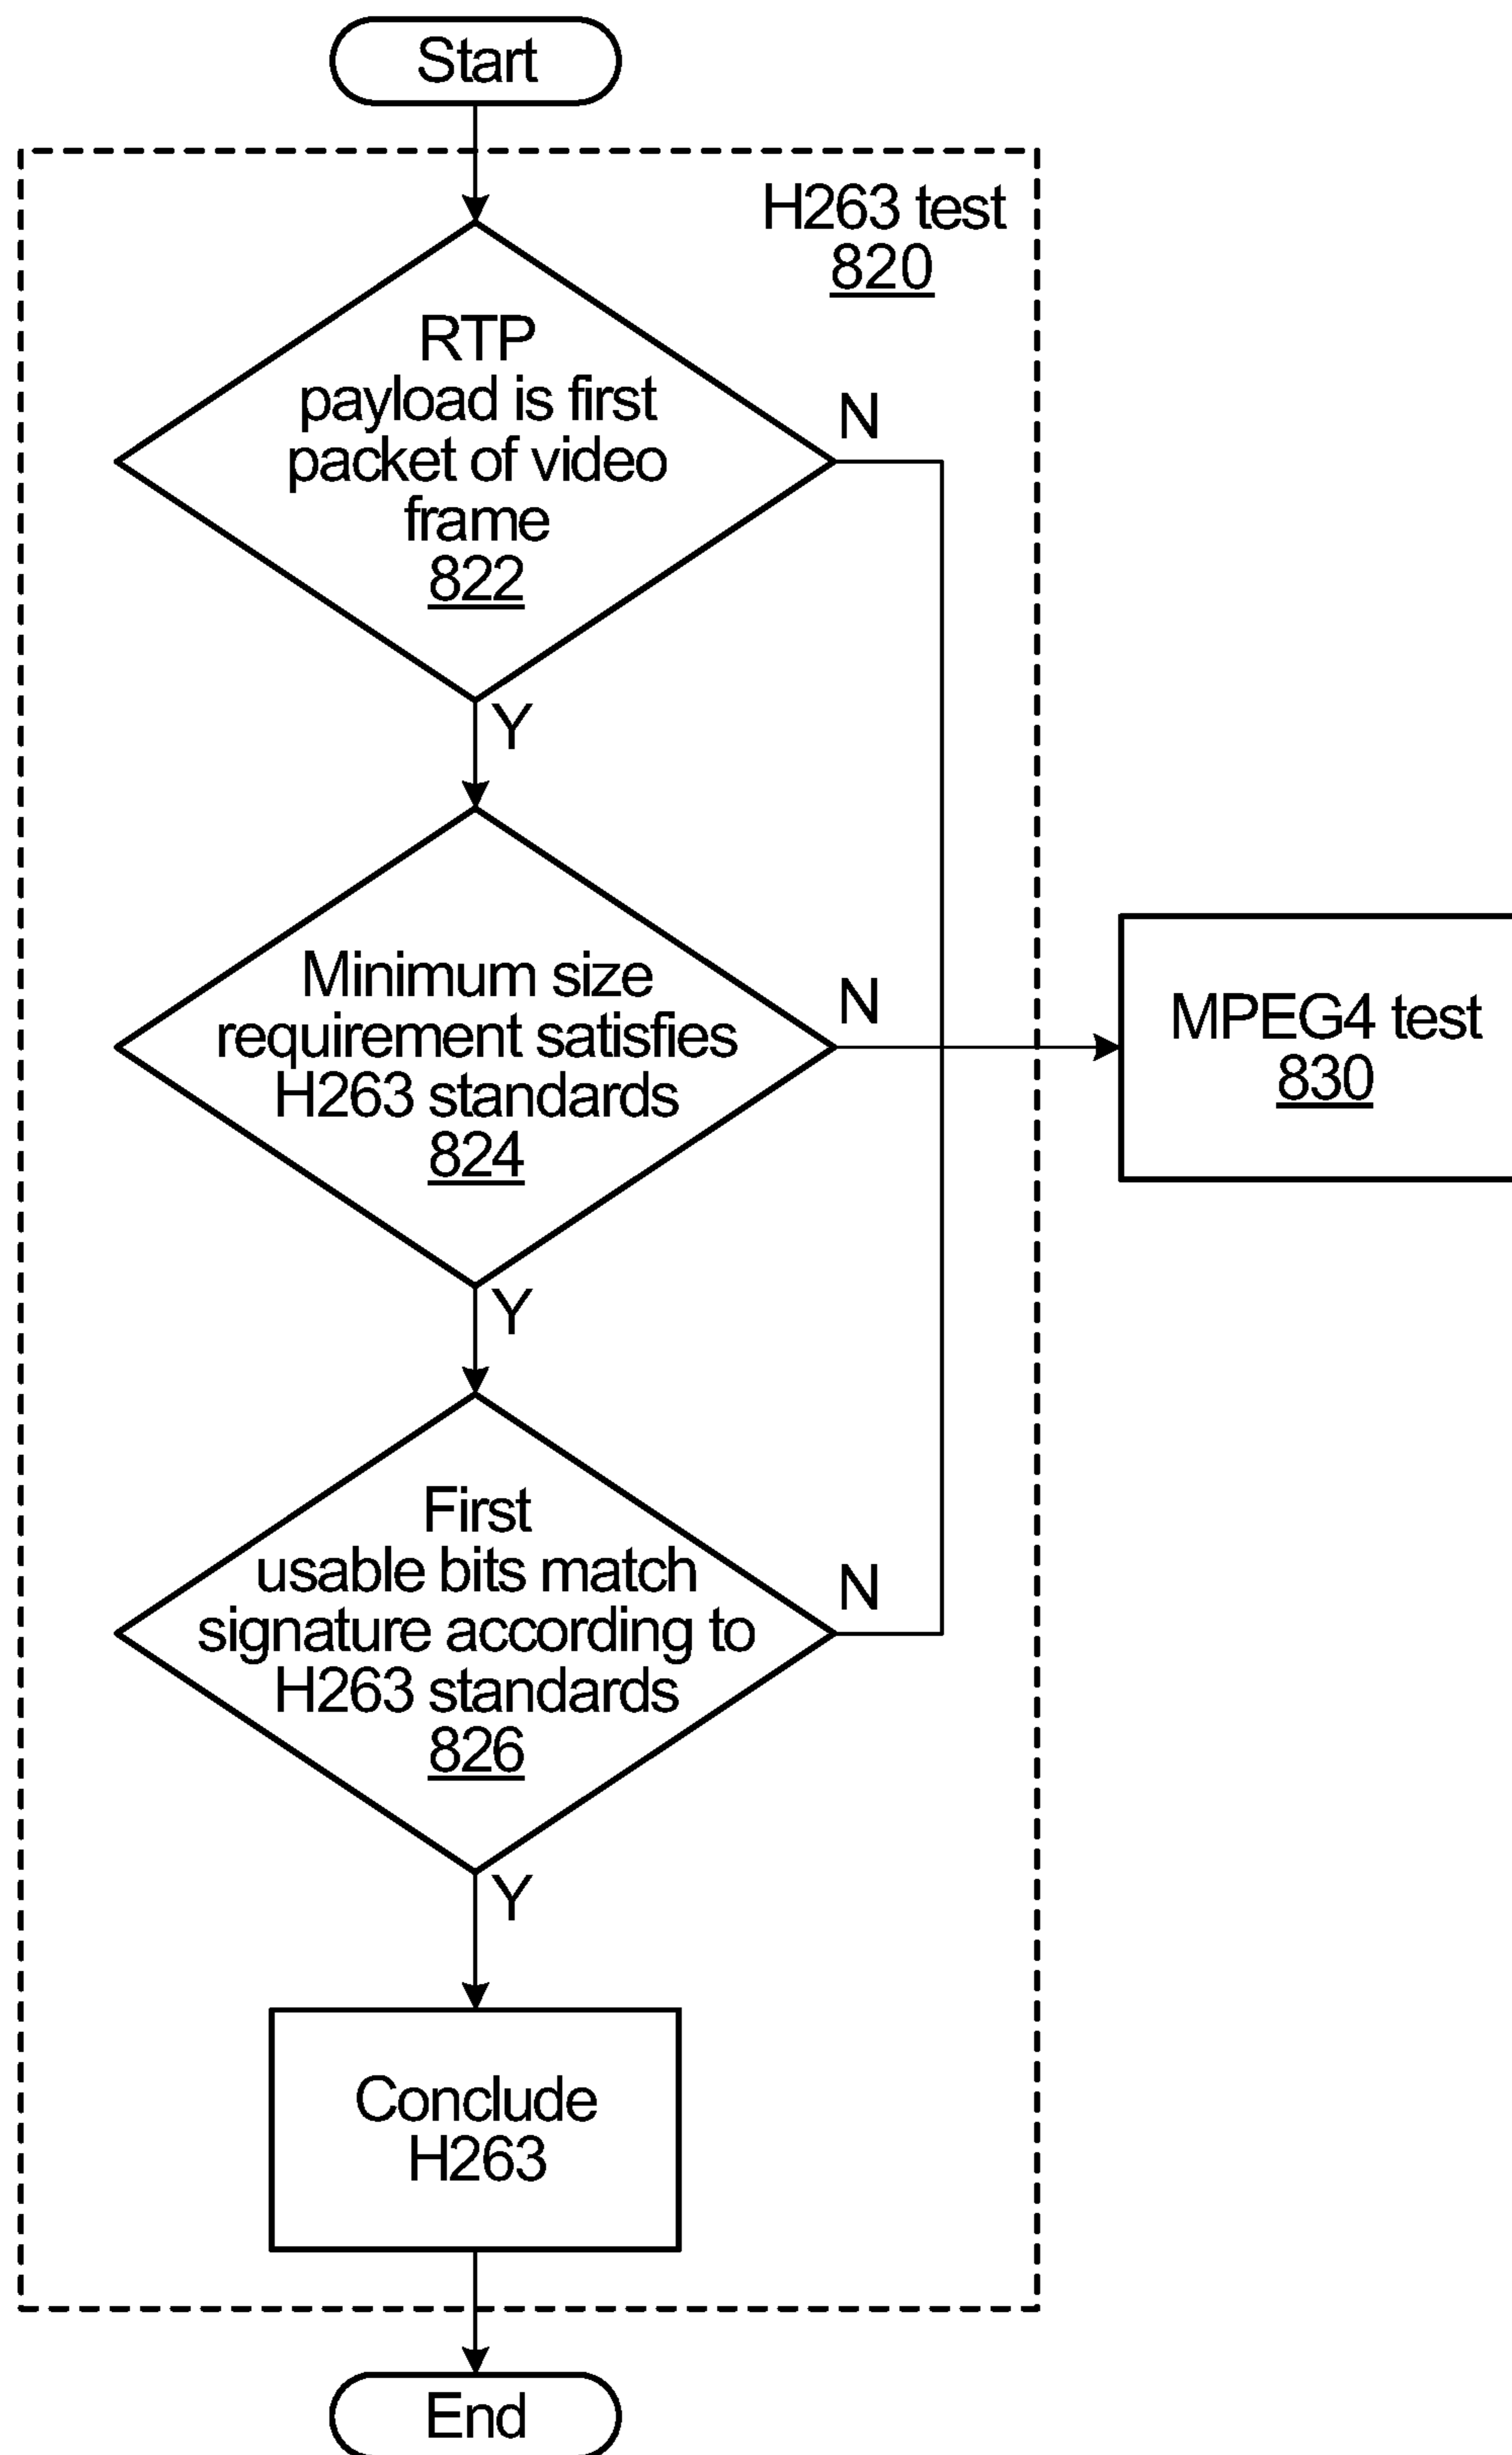 Start
H263 test
820
RTP
payload is first
packet of video
frame
822
N
Y
Minimum size
requirement satisfies
H263 standards
824
N
MPEG4 test
830
Y
First
usable bits match
signature according to
H263 standards
826
N
Y
Conclude
H263
End